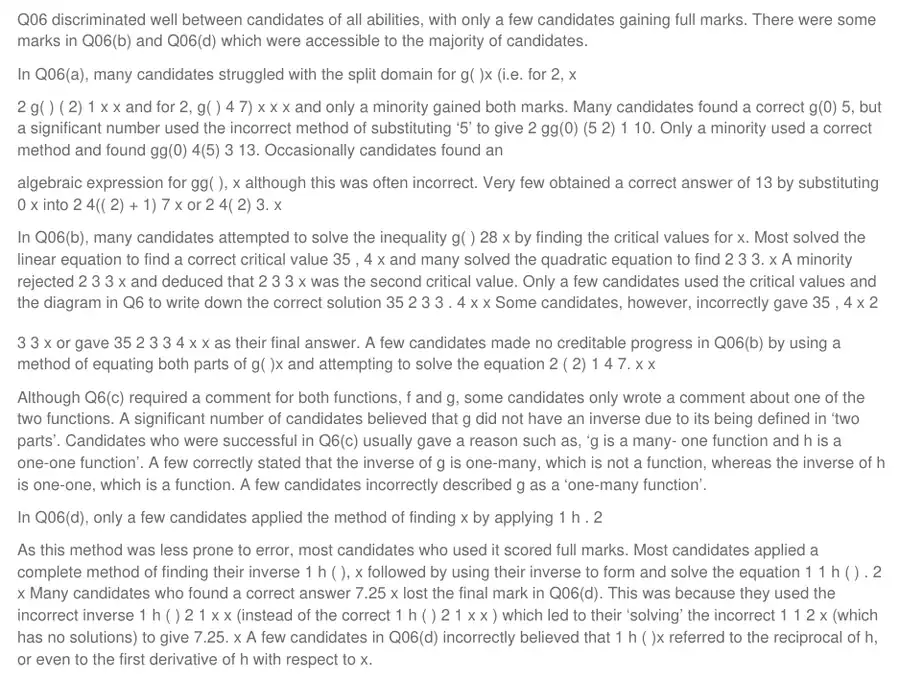 Q06 discriminated well between candidates of all abilities, with only a few candidates gaining full marks. There were some
marks in Q06(b) and Q06(d) which were accessible to the majority of candidates.
In Q06(a), many candidates struggled with the split domain for g( )x (i.e. for 2, x
2 g( ) ( 2) 1 x x and for 2, g( ) 4 7) x x x and only a minority gained both marks. Many candidates found a correct g(0) 5, but
a significant number used the incorrect method of substituting ‘5’ to give 2 gg(0) (5 2) 1 10. Only a minority used a correct
method and found gg(0) 4(5) 3 13. Occasionally candidates found an
algebraic expression for gg( ), x although this was often incorrect. Very few obtained a correct answer of 13 by substituting
0 x into 2 4(( 2) + 1) 7 x or 2 4( 2) 3. x
In Q06(b), many candidates attempted to solve the inequality g( ) 28 x by finding the critical values for x. Most solved the
linear equation to find a correct critical value 35 , 4 x and many solved the quadratic equation to find 2 3 3. x A minority
rejected 2 3 3 x and deduced that 2 3 3 x was the second critical value. Only a few candidates used the critical values and
the diagram in Q6 to write down the correct solution 35 2 3 3 . 4 x x Some candidates, however, incorrectly gave 35 , 4 x 2
3 3 x or gave 35 2 3 3 4 x x as their final answer. A few candidates made no creditable progress in Q06(b) by using a
method of equating both parts of g( )x and attempting to solve the equation 2 ( 2) 1 4 7. x x
Although Q6(c) required a comment for both functions, f and g, some candidates only wrote a comment about one of the
two functions. A significant number of candidates believed that g did not have an inverse due to its being defined in ‘two
parts’. Candidates who were successful in Q6(c) usually gave a reason such as, ‘g is a many- one function and h is a
one-one function’. A few correctly stated that the inverse of g is one-many, which is not a function, whereas the inverse of h
is one-one, which is a function. A few candidates incorrectly described g as a ‘one-many function’.
In Q06(d), only a few candidates applied the method of finding x by applying 1 h . 2
As this method was less prone to error, most candidates who used it scored full marks. Most candidates applied a
complete method of finding their inverse 1 h ( ), x followed by using their inverse to form and solve the equation 1 1 h ( ) . 2
x Many candidates who found a correct answer 7.25 x lost the final mark in Q06(d). This was because they used the
incorrect inverse 1 h ( ) 2 1 x x (instead of the correct 1 h ( ) 2 1 x x ) which led to their ‘solving’ the incorrect 1 1 2 x (which
has no solutions) to give 7.25. x A few candidates in Q06(d) incorrectly believed that 1 h ( )x referred to the reciprocal of h,
or even to the first derivative of h with respect to x.